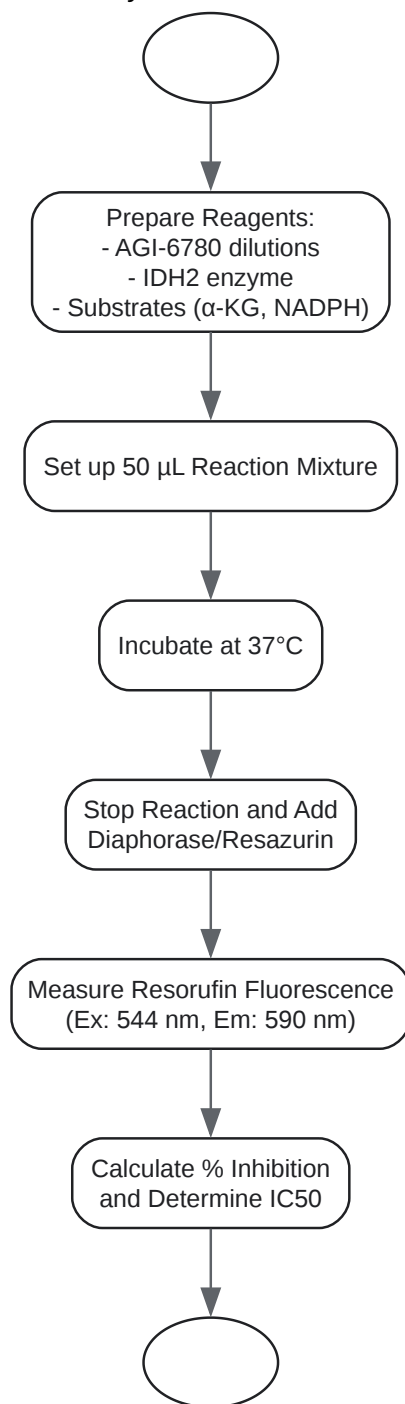 Prepare Reagents:
- AGI-6780 dilutions
- IDH2 enzyme
- Substrates (α-KG, NADPH)
Set up 50 µL Reaction Mixture
Incubate at 37°C
Stop Reaction and Add
Diaphorase/Resazurin
Measure Resorufin Fluorescence
(Ex: 544 nm, Em: 590 nm)
Calculate % Inhibition
and Determine IC50